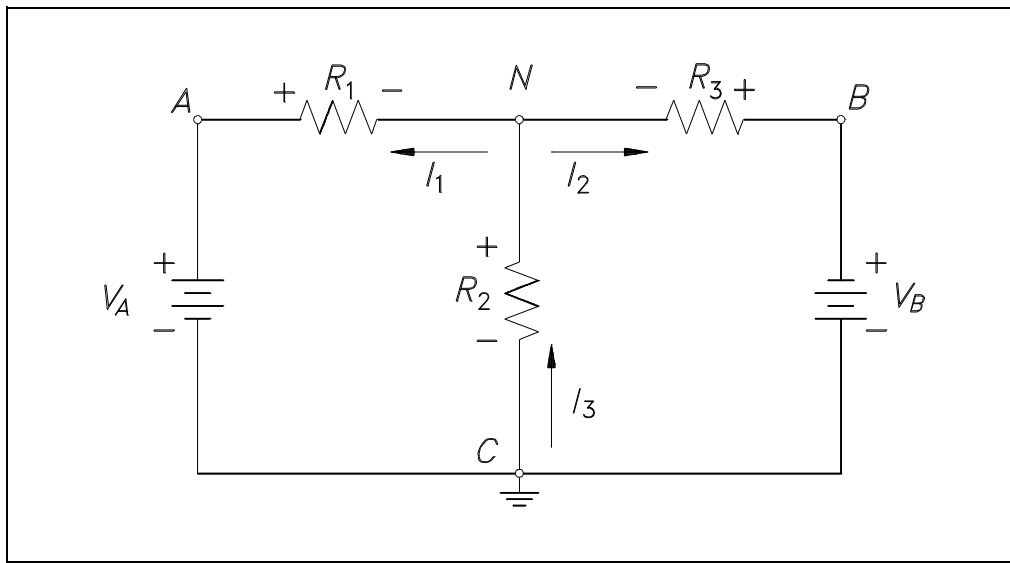 A + R1 - N - R3 + B
I1 I2
+ + +
VA R2 VB
- - -
I3
C